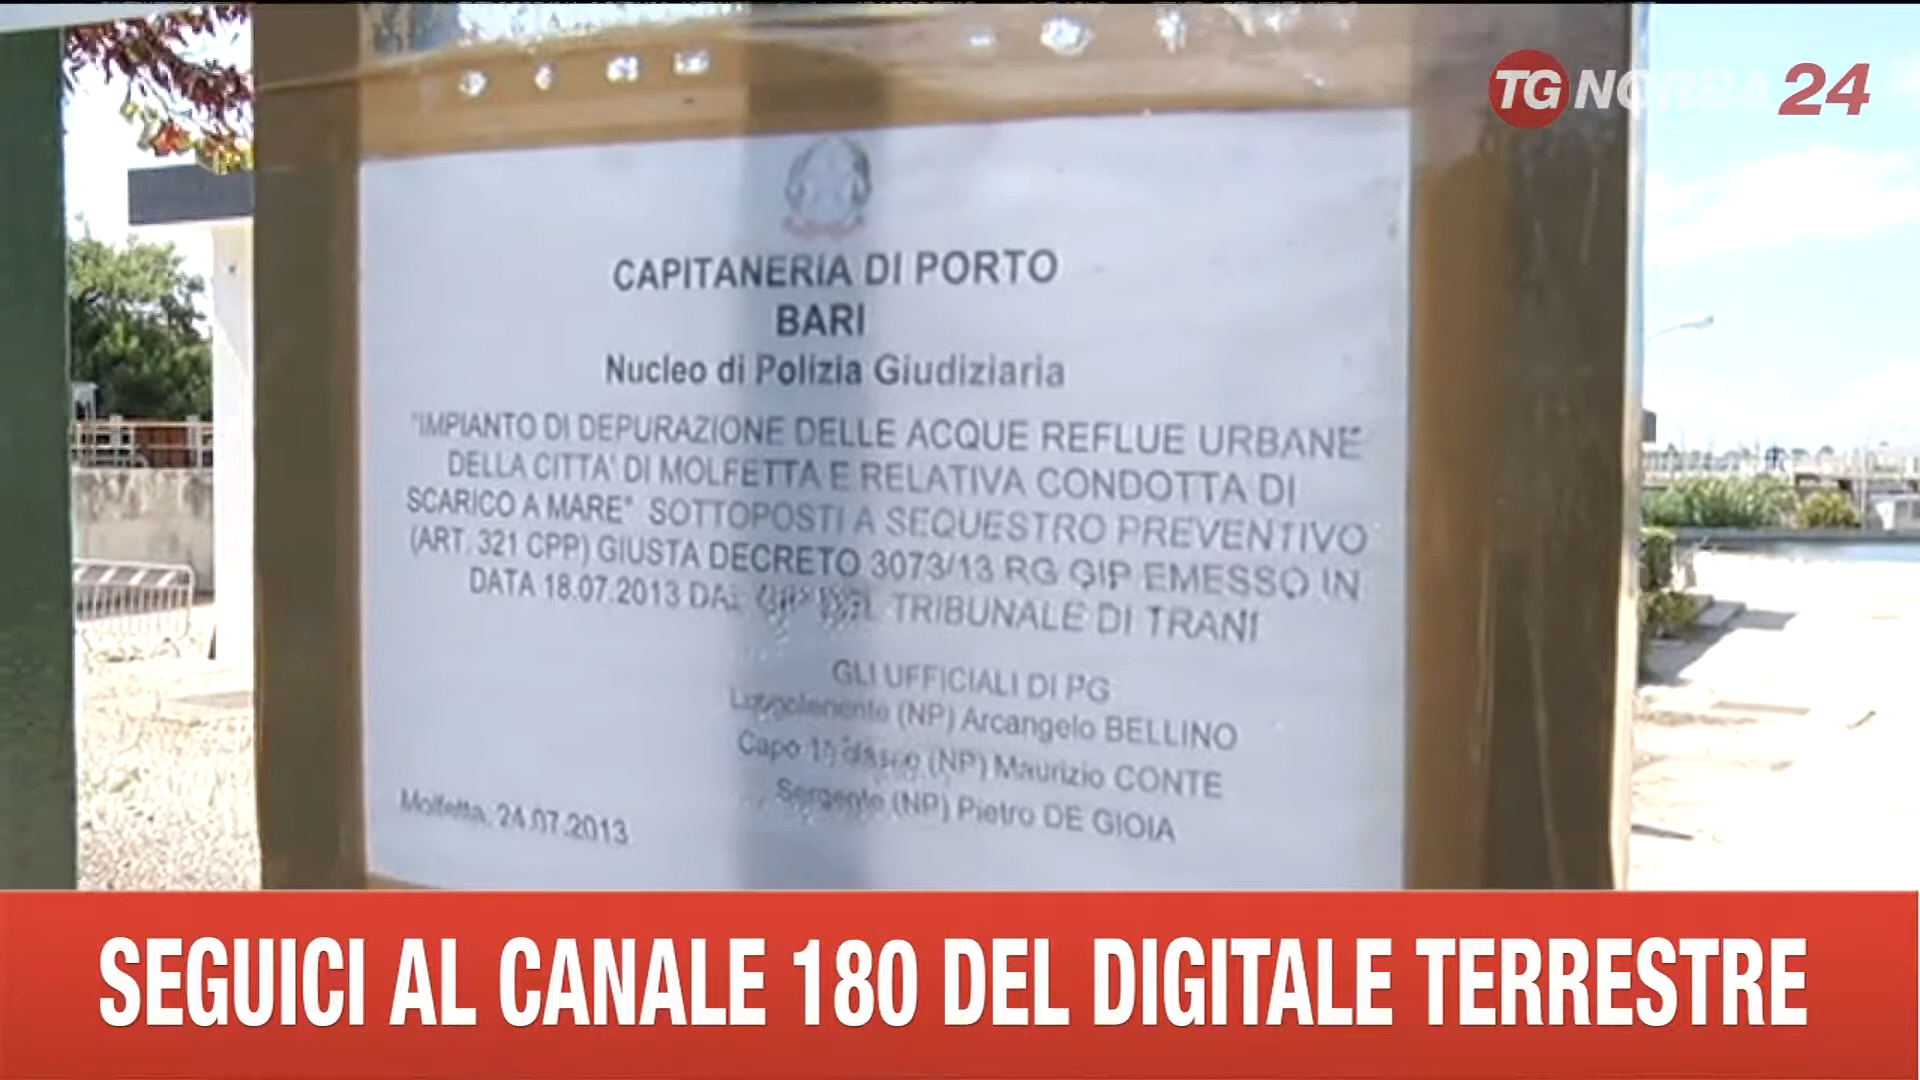 TG NORBA 24
CAPITANERIA DI PORTO
BARI
Nucleo di Polizia Giudiziaria
"IMPIANTO DI DEPURAZIONE DELLE ACQUE REFLUE URBANE
DELLA CITTA' DI MOLFETTA E RELATIVA CONDOTTA DI
SCARICO A MARE" SOTTOPOSTI A SEQUESTRO PREVENTIVO
(ART. 321 CPP) GIUSTA DECRETO 3073/13 RG GIP EMESSO IN
DATA 18.07.2013 DAL TRIBUNALE DI TRANI
GLI UFFICIALI DI PG
Luogotenente (NP) Arcangelo BELLINO
Capo 1ª classe (NP) Maurizio CONTE
Sergente (NP) Pietro DE GIOIA
Molfetta, 24.07.2013
SEGUICI AL CANALE 180 DEL DIGITALE TERRESTRE